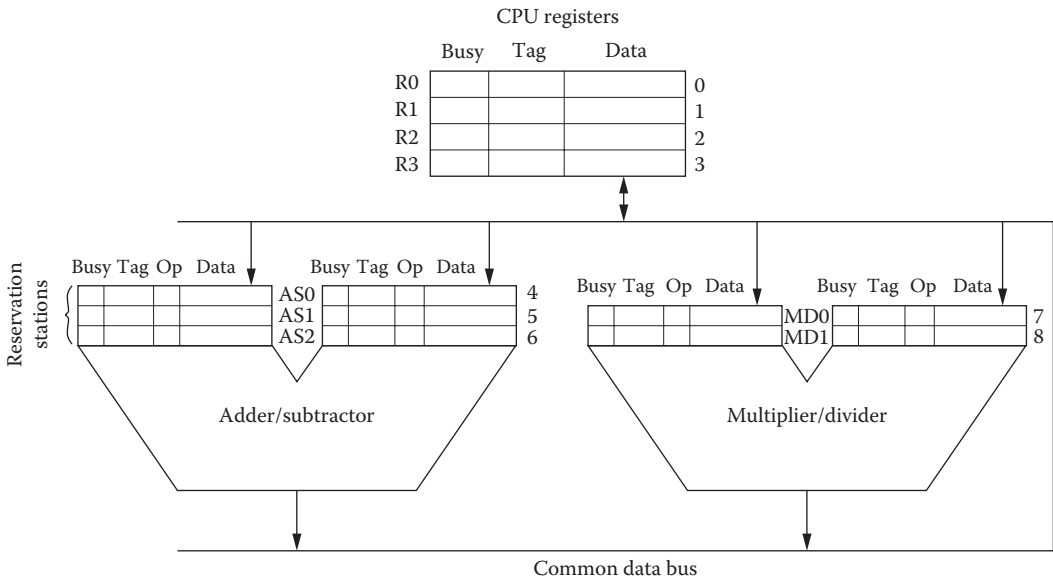 CPU registers
Busy Tag Data
R0 0
R1 1
R2 2
R3 3
Reservation
stations
Busy Tag Op Data Busy Tag Op Data
Busy Tag Op Data Busy Tag Op Data
AS0 4
AS1 5
AS2 6
MD0 7
MD1 8
Adder/subtractor
Multiplier/divider
Common data bus